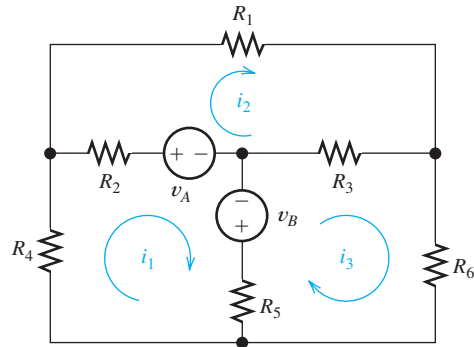 R1
i2
+ −
R2
vA
R3
R4
−
+
vB
i1
i3
R6
R5